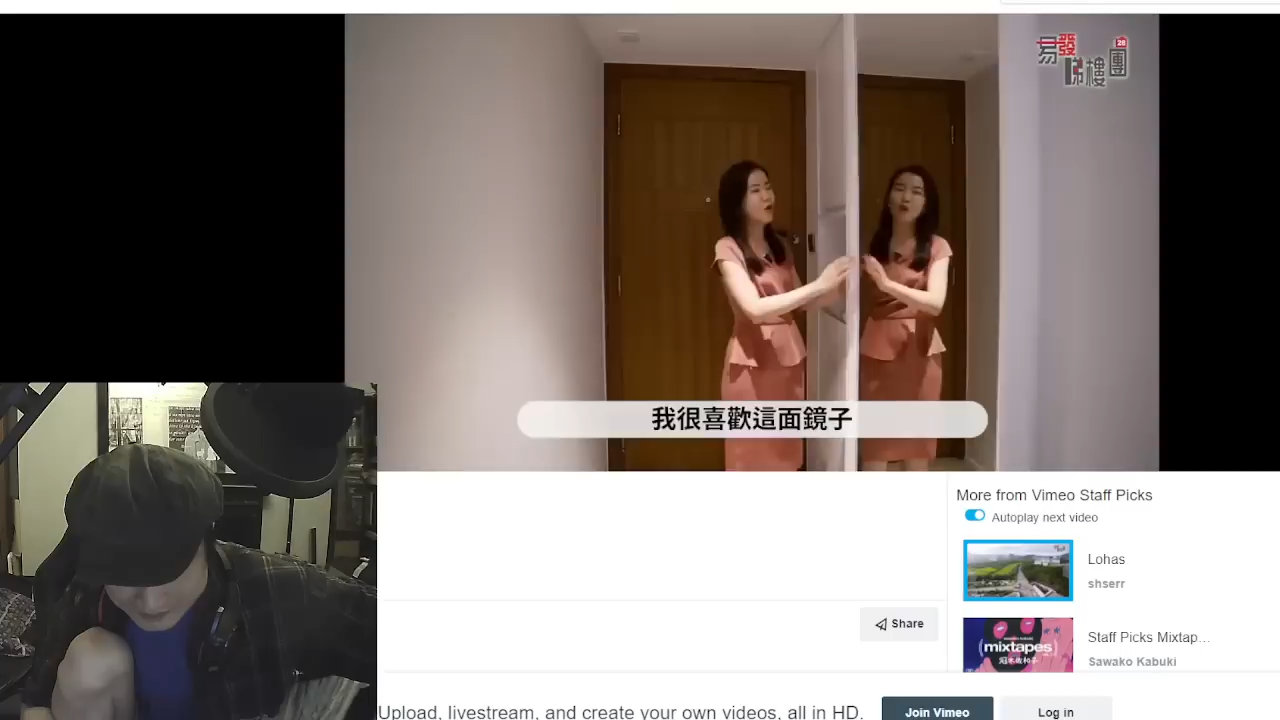 易發睇樓團
28
我很喜歡這面鏡子
More from Vimeo Staff Picks
Autoplay next video
Lohas
shserr
Share
mixtapes
Staff Picks Mixtap...
Sawako Kabuki
Upload, livestream, and create your own videos, all in HD.
Join Vimeo
Log in